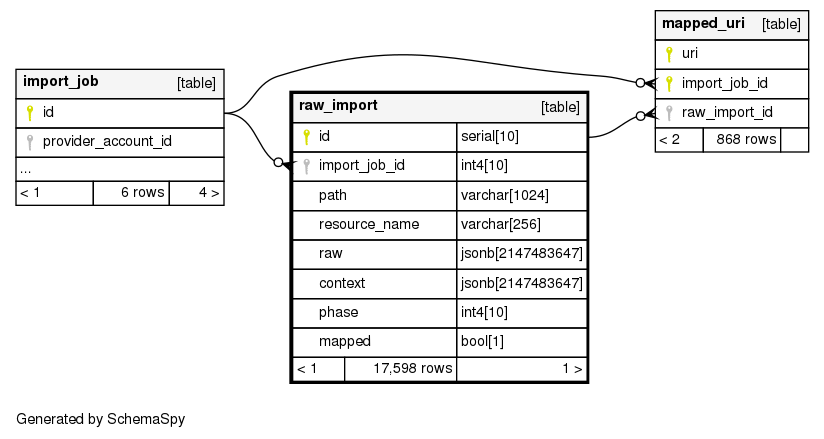 import_job [table]
id
provider_account_id
...
< 1 6 rows 4 >
raw_import [table]
id serial[10]
import_job_id int4[10]
path varchar[1024]
resource_name varchar[256]
raw jsonb[2147483647]
context jsonb[2147483647]
phase int4[10]
mapped bool[1]
< 1 17,598 rows 1 >
mapped_uri [table]
uri
import_job_id
raw_import_id
< 2 868 rows
Generated by SchemaSpy